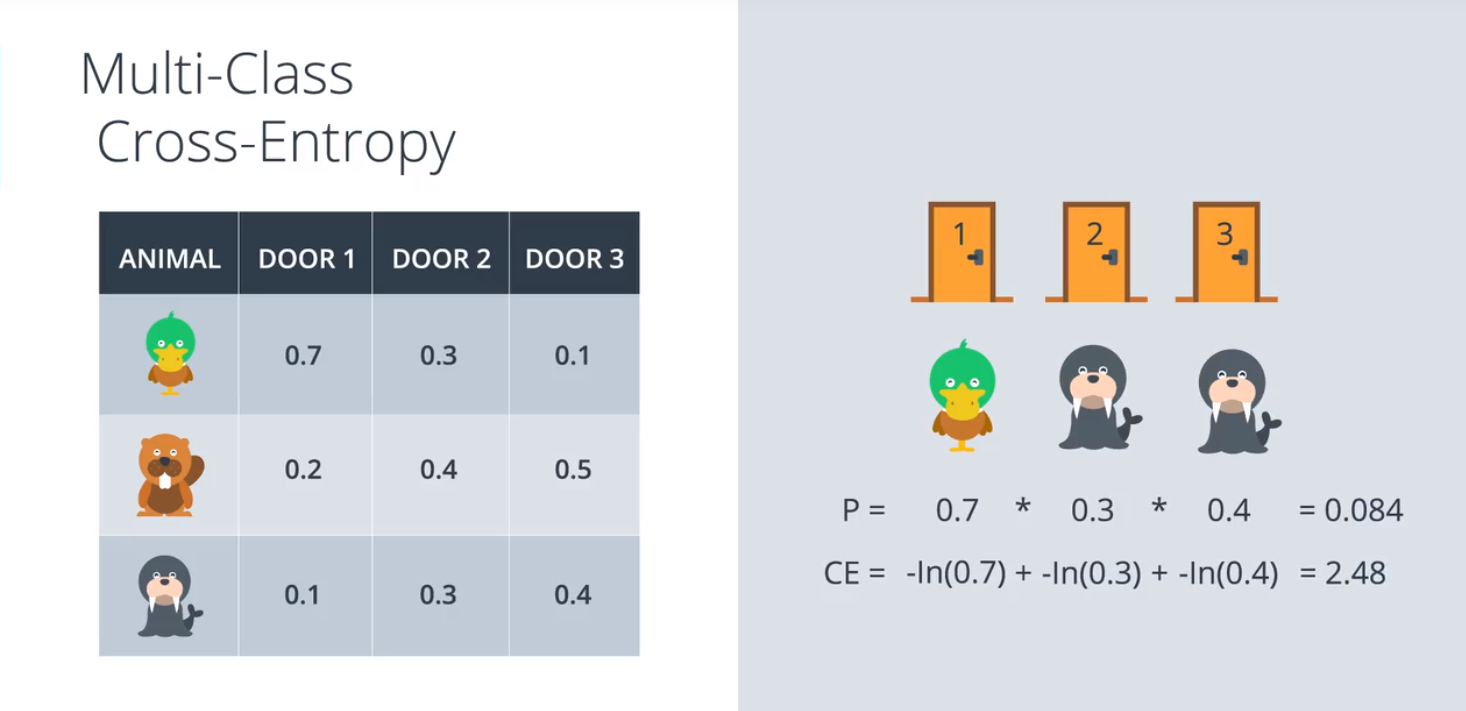 Multi-Class
Cross-Entropy
ANIMAL DOOR 1 DOOR 2 DOOR 3
0.7 0.3 0.1
0.2 0.4 0.5
0.1 0.3 0.4
1 2 3
P = 0.7 * 0.3 * 0.4 = 0.084
CE = -ln(0.7) + -ln(0.3) + -ln(0.4) = 2.48